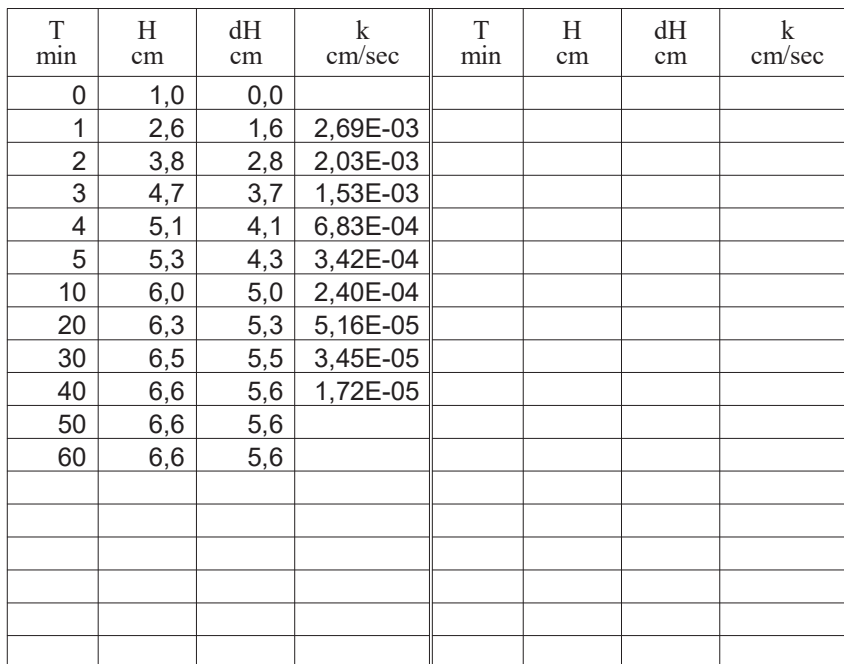 T H dH k T H dH k
min cm cm cm/sec min cm cm cm/sec
0 1,0 0,0
1 2,6 1,6 2,69E-03
2 3,8 2,8 2,03E-03
3 4,7 3,7 1,53E-03
4 5,1 4,1 6,83E-04
5 5,3 4,3 3,42E-04
10 6,0 5,0 2,40E-04
20 6,3 5,3 5,16E-05
30 6,5 5,5 3,45E-05
40 6,6 5,6 1,72E-05
50 6,6 5,6
60 6,6 5,6